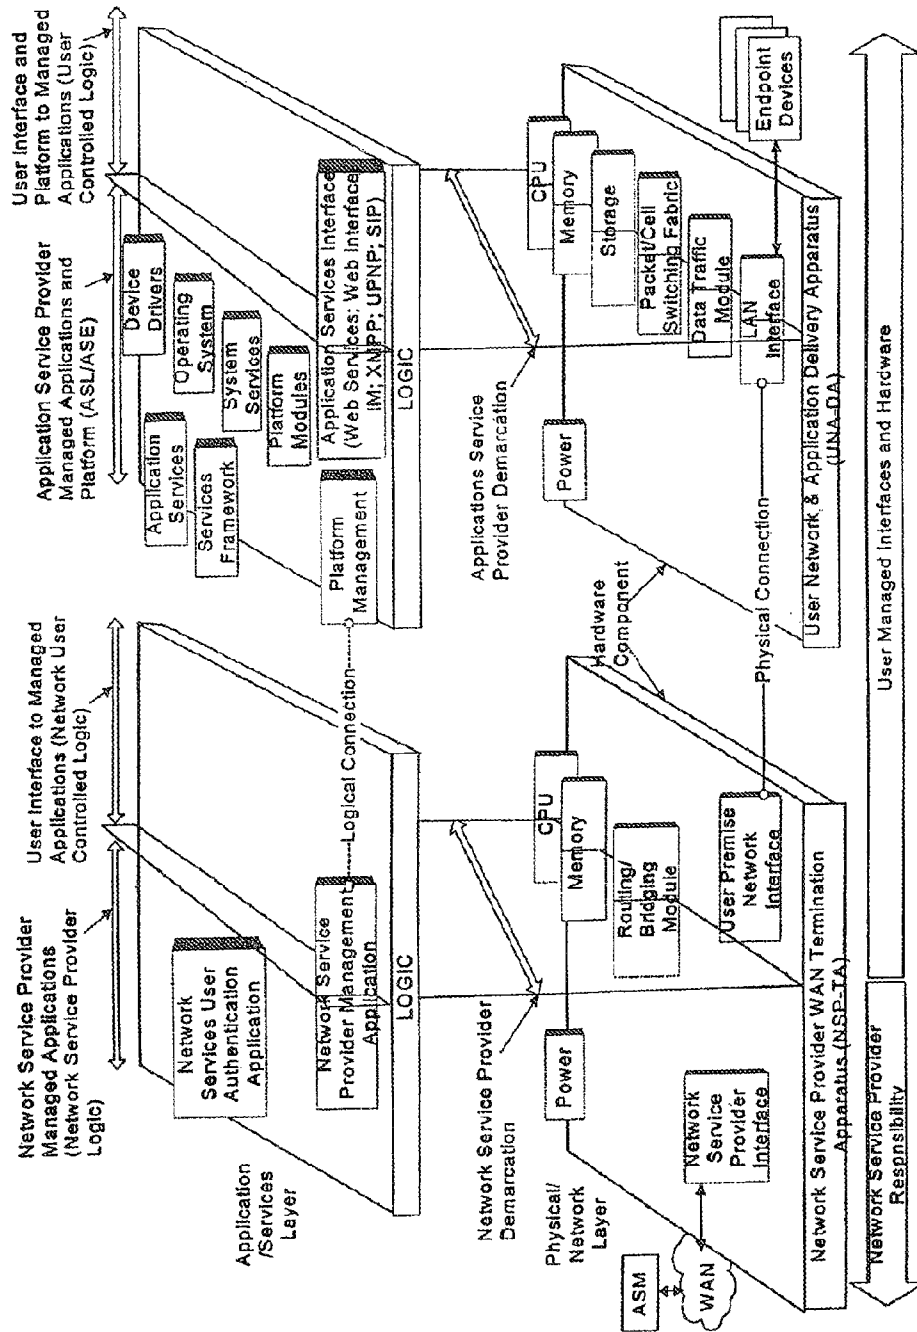 Network Service Provider
Managed Applications
(Network Service Provider
Logic)
User Interface to Managed
Applications (Network User
Controlled Logic)
Application Service Provider
Managed Applications and
Platform (ASL/ASE)
User Interface and
Platform to Managed
Applications (User
Controlled Logic)
Network
Services User
Authentication
Application
Network Service
Provider Management
Application
Logical Connection
Application
/Services
Layer
LOGIC
Application
Services
Services
Framework
Device
Drivers
Operating
System
System
Services
Platform
Modules
Platform
Management
Application Services Interface
(Web Services; Web Interface
IM; XMPP; UPNP; SIP)
LOGIC
Network Service Provider
Demarcation
Applications Service
Provider Demarcation
Physical/
Network
Layer
Power
CPU
Memory
Routing/
Bridging
Module
User Premise
Network
Interface
Network
Service
Provider
Interface
ASM
WAN
Hardware
Component
Physical Connection
Power
CPU
Memory
Storage
Packet/Cell
Switching Fabric
Data Traffic
Module
LAN
Interface
Endpoint
Devices
Network Service Provider WAN Termination
Apparatus (NSP-TA)
User Network & Application Delivery Apparatus
(UNA-DA)
Network Service Provider
Respnsibility
User Managed Interfaces and Hardware